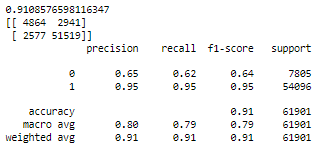 0.9108576598116347
[[ 4864  2941]
 [ 2577 51519]]
              precision    recall  f1-score   support

           0       0.65      0.62      0.64      7805
           1       0.95      0.95      0.95     54096

    accuracy                           0.91     61901
   macro avg       0.80      0.79      0.79     61901
weighted avg       0.91      0.91      0.91     61901